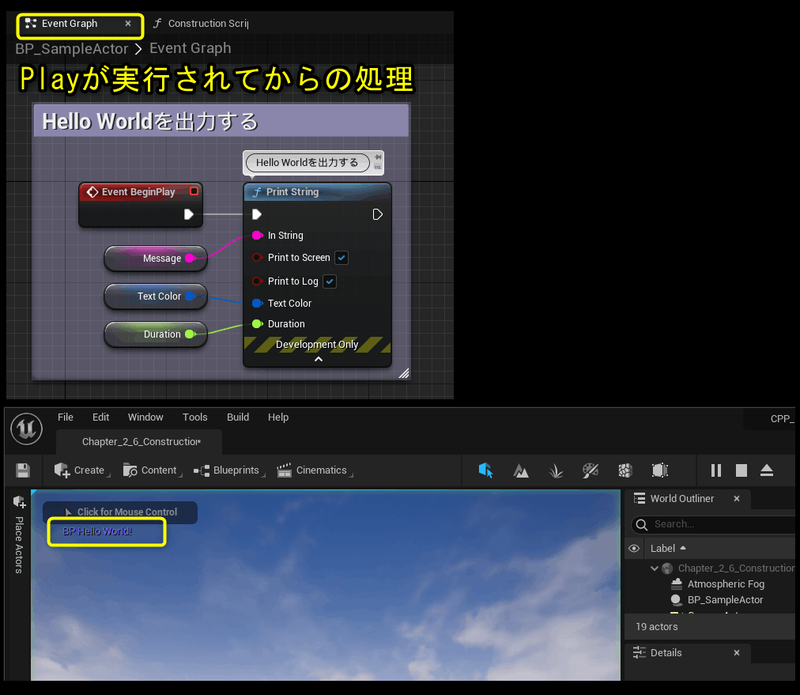 Event Graph
Construction Scrip
BP_SampleActor > Event Graph
Playが実行されてからの処理
Hello Worldを出力する
Hello Worldを出力する
Event BeginPlay
Print String
In String
Message
Print to Screen
Print to Log
Text Color
Text Color
Duration
Duration
Development Only
File Edit Window Tools Build Help
CPP_
Chapter_2_6_Construction*
Create Content Blueprints Cinematics
Place Actors
Click for Mouse Control
BP Hello World!
World Outliner
Search...
Label
Chapter_2_6_Construction
Atmospheric Fog
BP_SampleActor
19 actors
Details